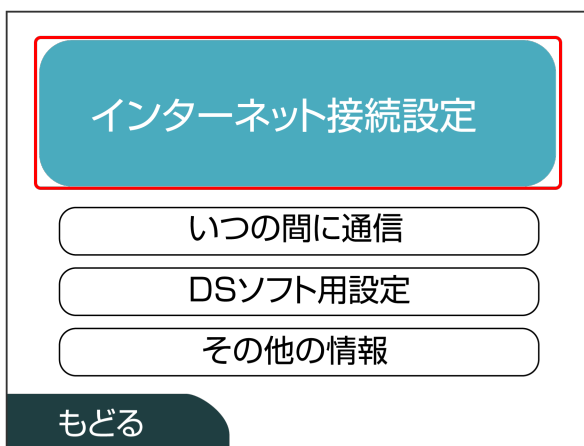 インターネット接続設定
いつの間に通信
DSソフト用設定
その他の情報
もどる